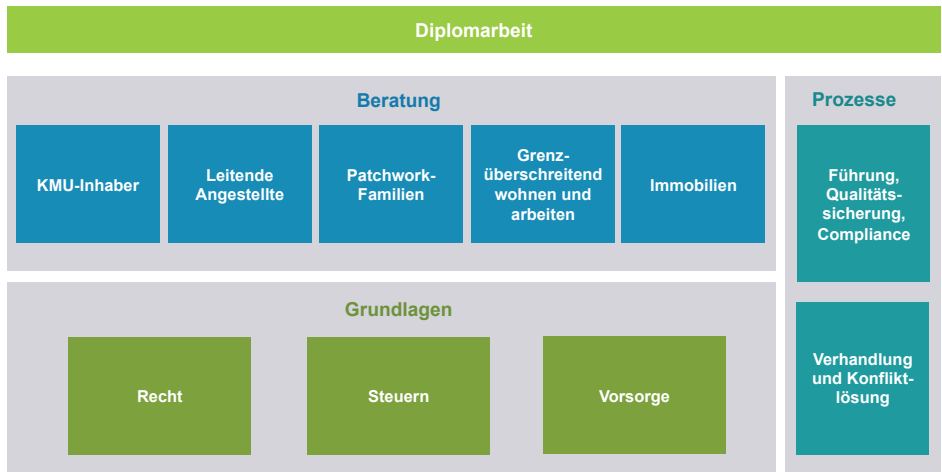 Diplomarbeit
Beratung
KMU-Inhaber
Leitende
Angestellte
Patchwork-
Familien
Grenz-
überschreitend
wohnen und
arbeiten
Immobilien
Prozesse
Führung,
Qualitäts-
sicherung,
Compliance
Verhandlung
und Konflikt-
lösung
Grundlagen
Recht
Steuern
Vorsorge